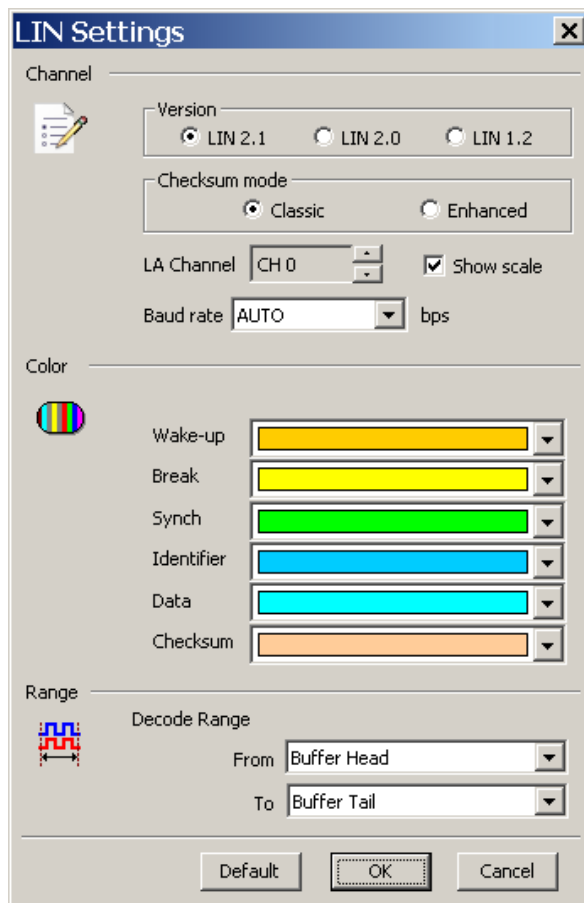 LIN Settings
Channel
Version
LIN 2.1 LIN 2.0 LIN 1.2
Checksum mode
Classic Enhanced
LA Channel CH 0 Show scale
Baud rate AUTO bps
Color
Wake-up
Break
Synch
Identifier
Data
Checksum
Range
Decode Range
From Buffer Head
To Buffer Tail
Default OK Cancel